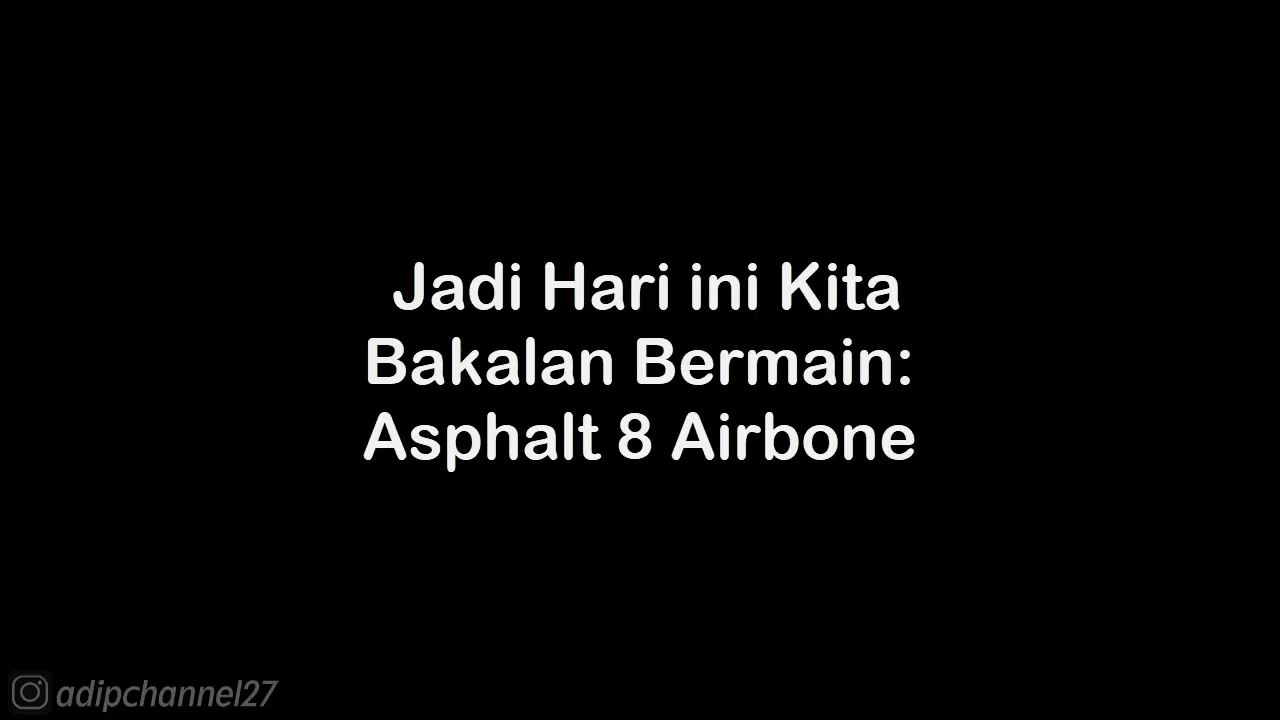 Jadi Hari ini Kita
Bakalan Bermain:
Asphalt 8 Airbone
adipchannel27